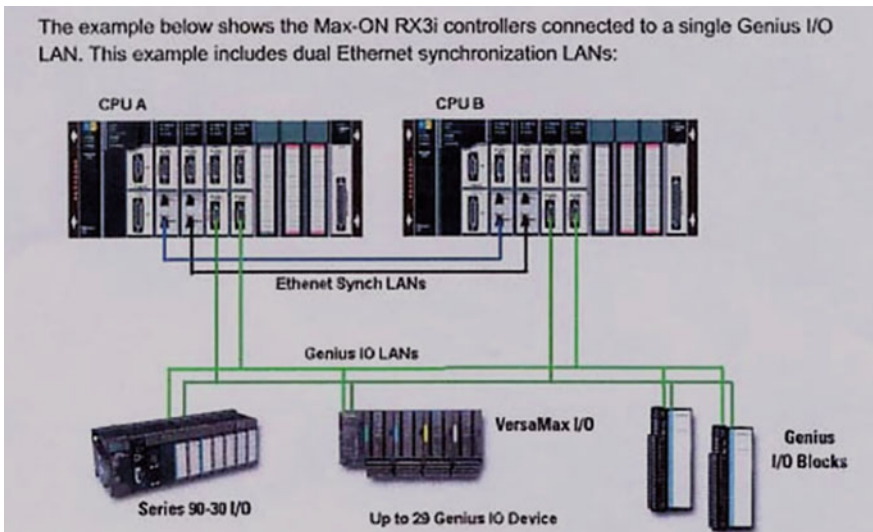 The example below shows the Max-ON RX3i controllers connected to a single Genius I/O
LAN. This example includes dual Ethernet synchronization LANs:
CPU A
CPU B
Ethenet Synch LANs
Genius IO LANs
VersaMax I/O
Genius
I/O Blocks
Series 90-30 I/O
Up to 29 Genius IO Device